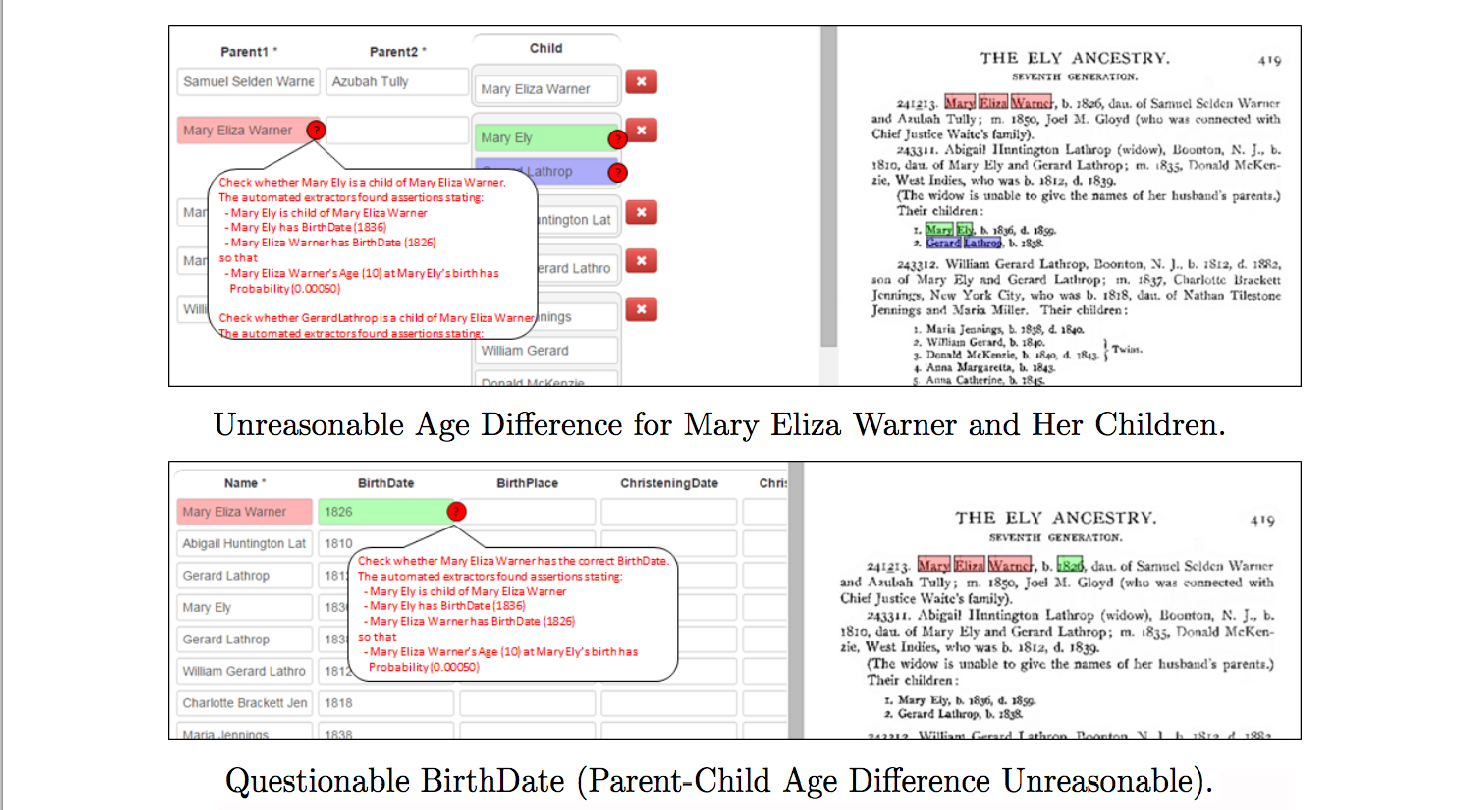 Parent1 * Parent2 * Child
Samuel Selden Warne Azubah Tully Mary Eliza Warner
Mary Eliza Warner ? Mary Ely ?
Lathrop ?
Check whether Mary Ely is a child of Mary Eliza Warner.
The automated extractors found assertions stating:
- Mary Ely is child of Mary Eliza Warner
- Mary Ely has BirthDate (1836)
- Mary Eliza Warner has BirthDate (1826)
so that
- Mary Eliza Warner's Age (10) at Mary Ely's birth has
Probability (0.00050)
Check whether Gerard Lathrop is a child of Mary Eliza Warner
The automated extractors found assertions stating:
Mar ntington Lat
Mar erard Lathro
Willi nnings
William Gerard
Donald McKenzie
THE ELY ANCESTRY. 419
SEVENTH GENERATION.
241213. Mary Eliza Warner, b. 1826, dau. of Samuel Selden Warner
and Azubah Tully; m. 1850, Joel M. Gloyd (who was connected with
Chief Justice Waite's family).
243311. Abigail Huntington Lathrop (widow), Boonton, N. J., b.
1810, dau. of Mary Ely and Gerard Lathrop; m. 1835, Donald McKen-
zie, West Indies, who was b. 1812, d. 1839.
(The widow is unable to give the names of her husband's parents.)
Their children:
1. Mary Ely, b. 1836, d. 1859.
2. Gerard Lathrop, b. 1838.
243312. William Gerard Lathrop, Boonton, N. J., b. 1812, d. 1882,
son of Mary Ely and Gerard Lathrop; m. 1837, Charlotte Brackett
Jennings, New York City, who was b. 1818, dau. of Nathan Tilestone
Jennings and Maria Miller. Their children:
1. Maria Jennings, b. 1838, d. 1840.
2. William Gerard, b. 1840.
3. Donald McKenzie, b. 1840, d. 1843. } Twins.
4. Anna Margaretta, b. 1843.
5. Anna Catherine, b. 1845.
Unreasonable Age Difference for Mary Eliza Warner and Her Children.
Name * BirthDate BirthPlace ChristeningDate Chris
Mary Eliza Warner 1826 ?
Abigail Huntington Lat 1810
Gerard Lathrop 181
Mary Ely 183
Gerard Lathrop 183
William Gerard Lathro 1812
Charlotte Brackett Jen 1818
Maria Jennings 1838
Check whether Mary Eliza Warner has the correct BirthDate.
The automated extractors found assertions stating:
- Mary Ely is child of Mary Eliza Warner
- Mary Ely has BirthDate (1836)
- Mary Eliza Warner has BirthDate (1826)
so that
- Mary Eliza Warner's Age (10) at Mary Ely's birth has
Probability (0.00050)
THE ELY ANCESTRY. 419
SEVENTH GENERATION.
241213. Mary Eliza Warner, b. 1826, dau. of Samuel Selden Warner
and Azubah Tully; m. 1850, Joel M. Gloyd (who was connected with
Chief Justice Waite's family).
243311. Abigail Huntington Lathrop (widow), Boonton, N. J., b.
1810, dau. of Mary Ely and Gerard Lathrop; m. 1835, Donald McKen-
zie, West Indies, who was b. 1812, d. 1839.
(The widow is unable to give the names of her husband's parents.)
Their children:
1. Mary Ely, b. 1836, d. 1859.
2. Gerard Lathrop, b. 1838.
243312. William Gerard Lathrop, Boonton, N. J., b. 1812, d. 1882,
Questionable BirthDate (Parent-Child Age Difference Unreasonable).